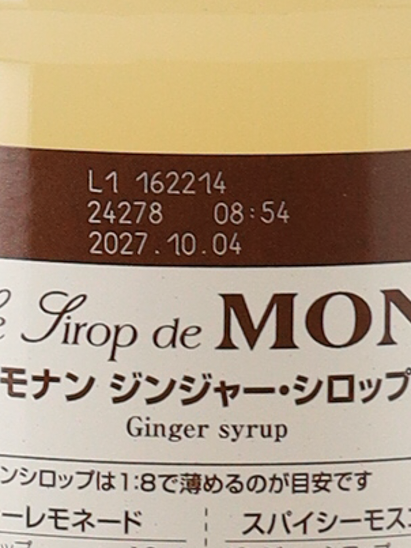 L1 162214
24278 08:54
2027.10.04
Sirop de MON
モナン ジンジャー・シロップ
Ginger syrup
ンシロップは1:8で薄めるのが目安です
ーレモネード
スパイシーモス